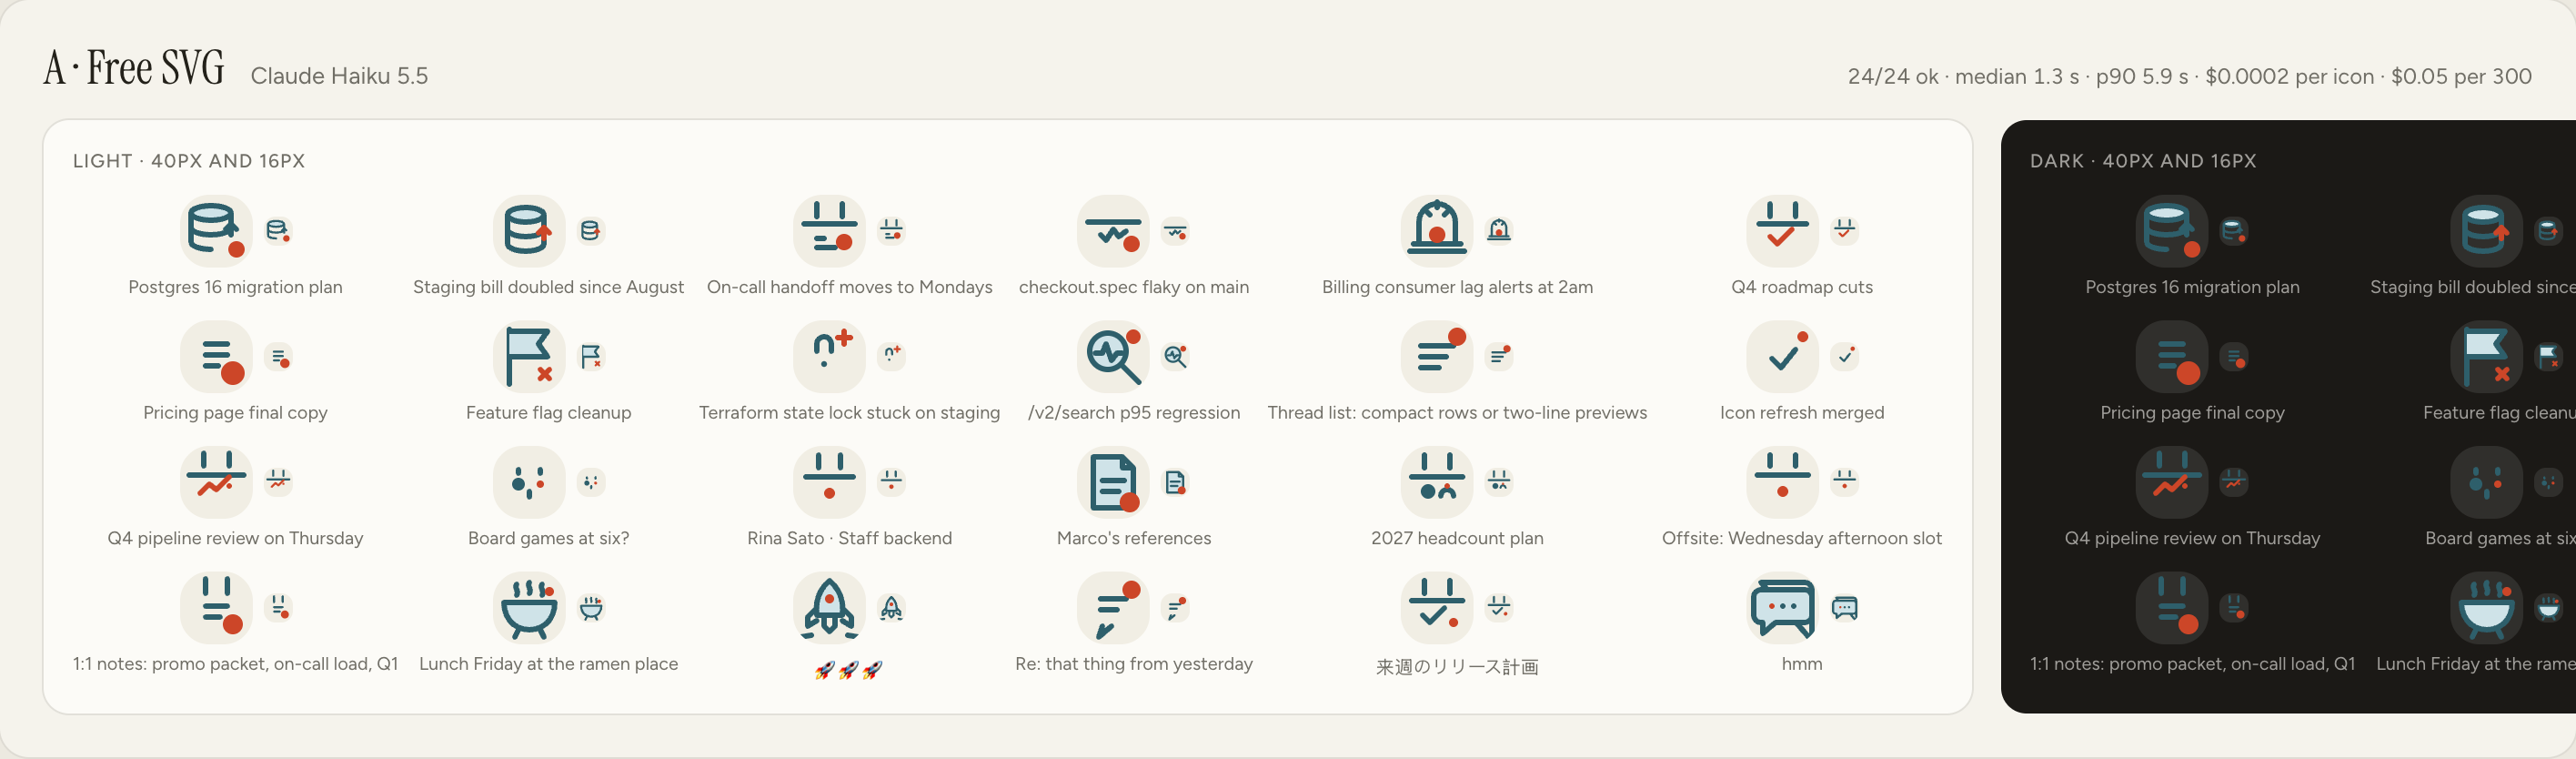 A · Free SVG Claude Haiku 5.5
24/24 ok · median 1.3 s · p90 5.9 s · $0.0002 per icon · $0.05 per 300
LIGHT · 40PX AND 16PX
Postgres 16 migration plan
Staging bill doubled since August
On-call handoff moves to Mondays
checkout.spec flaky on main
Billing consumer lag alerts at 2am
Q4 roadmap cuts
Pricing page final copy
Feature flag cleanup
Terraform state lock stuck on staging
/v2/search p95 regression
Thread list: compact rows or two-line previews
Icon refresh merged
Q4 pipeline review on Thursday
Board games at six?
Rina Sato · Staff backend
Marco's references
2027 headcount plan
Offsite: Wednesday afternoon slot
1:1 notes: promo packet, on-call load, Q1
Lunch Friday at the ramen place
🚀🚀🚀
Re: that thing from yesterday
来週のリリース計画
hmm
DARK · 40PX AND 16PX
Postgres 16 migration plan
Staging bill doubled since
Pricing page final copy
Feature flag
Q4 pipeline review on Thursday
Board games at
1:1 notes: promo packet, on-call load, Q1
Lunch Friday at the